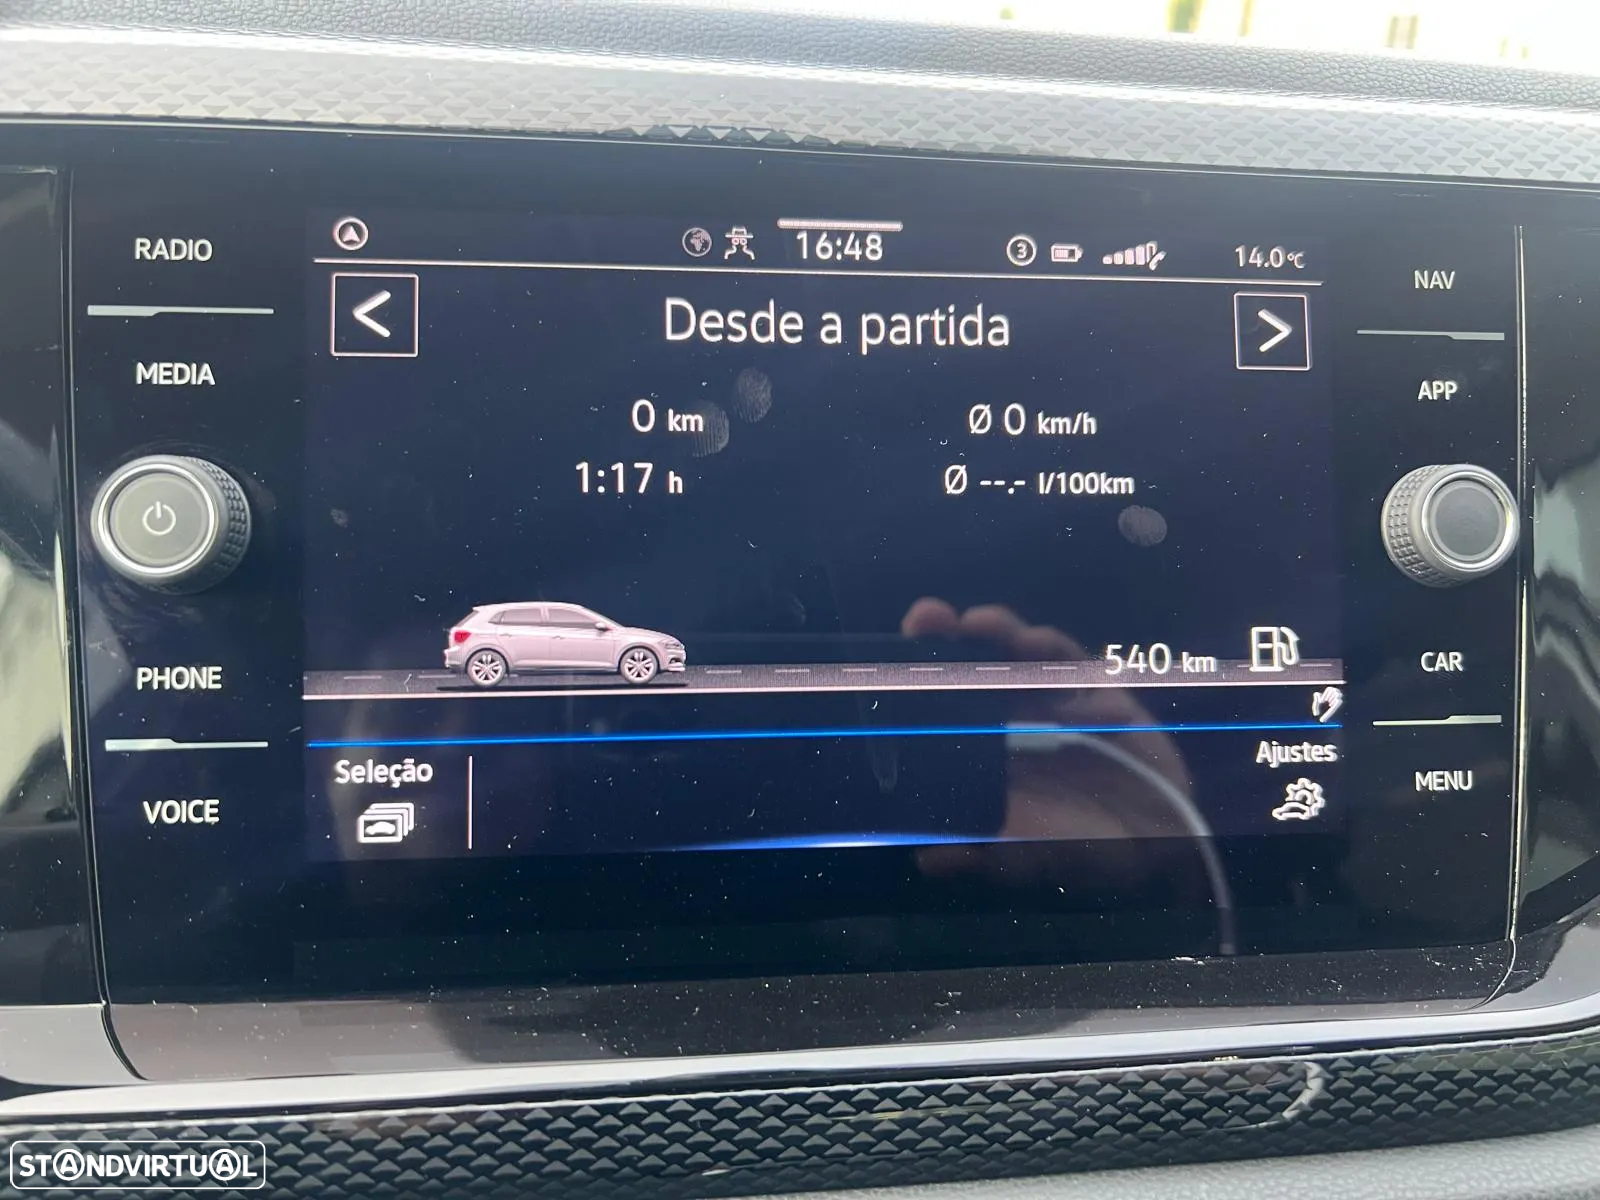 RADIO
MEDIA
PHONE
VOICE
16:48
3
14.0°C
<
Desde a partida
>
0 km
Ø 0 km/h
1:17 h
Ø --.- l/100km
540 km
Seleção
Ajustes
NAV
APP
CAR
MENU
STANDVIRTUAL